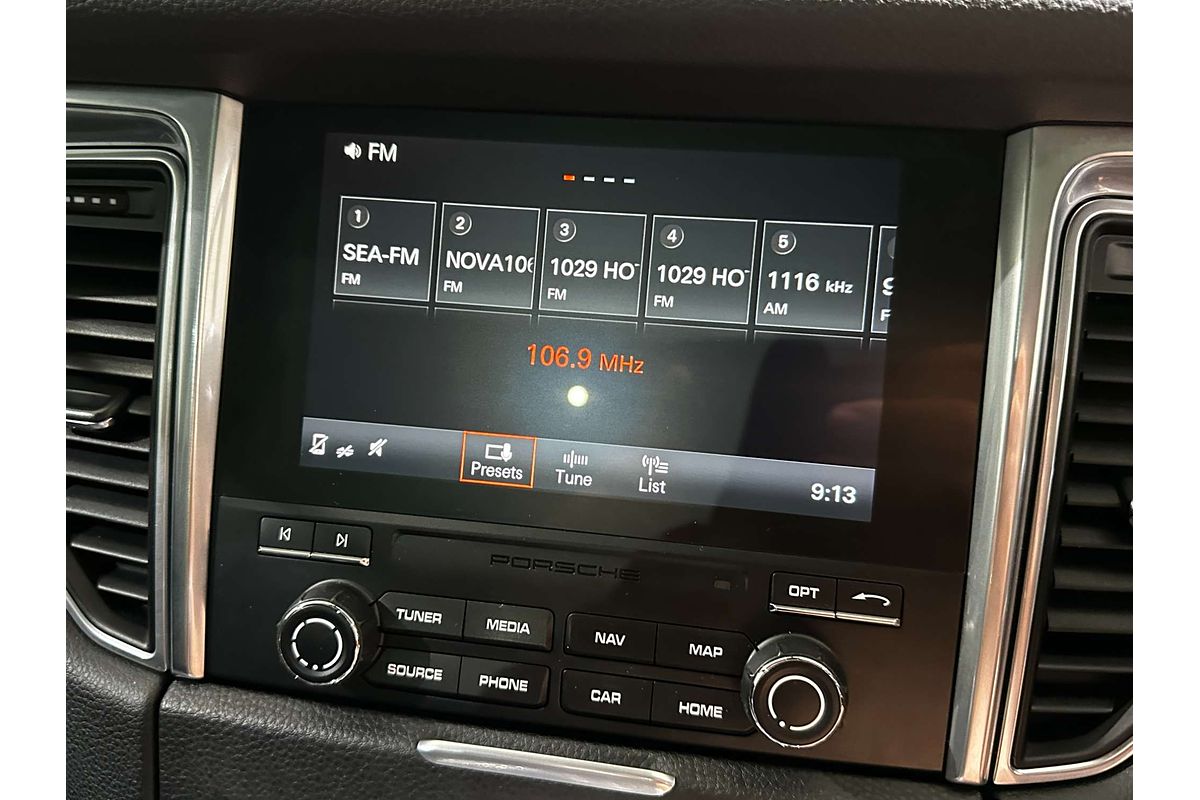 FM
1 2 3 4 5
SEA-FM NOVA106 1029 HO 1029 HO 1116 kHz
FM FM FM FM AM
106.9 MHz
Presets Tune List 9:13
PORSCHE
TUNER MEDIA NAV MAP OPT
SOURCE PHONE CAR HOME